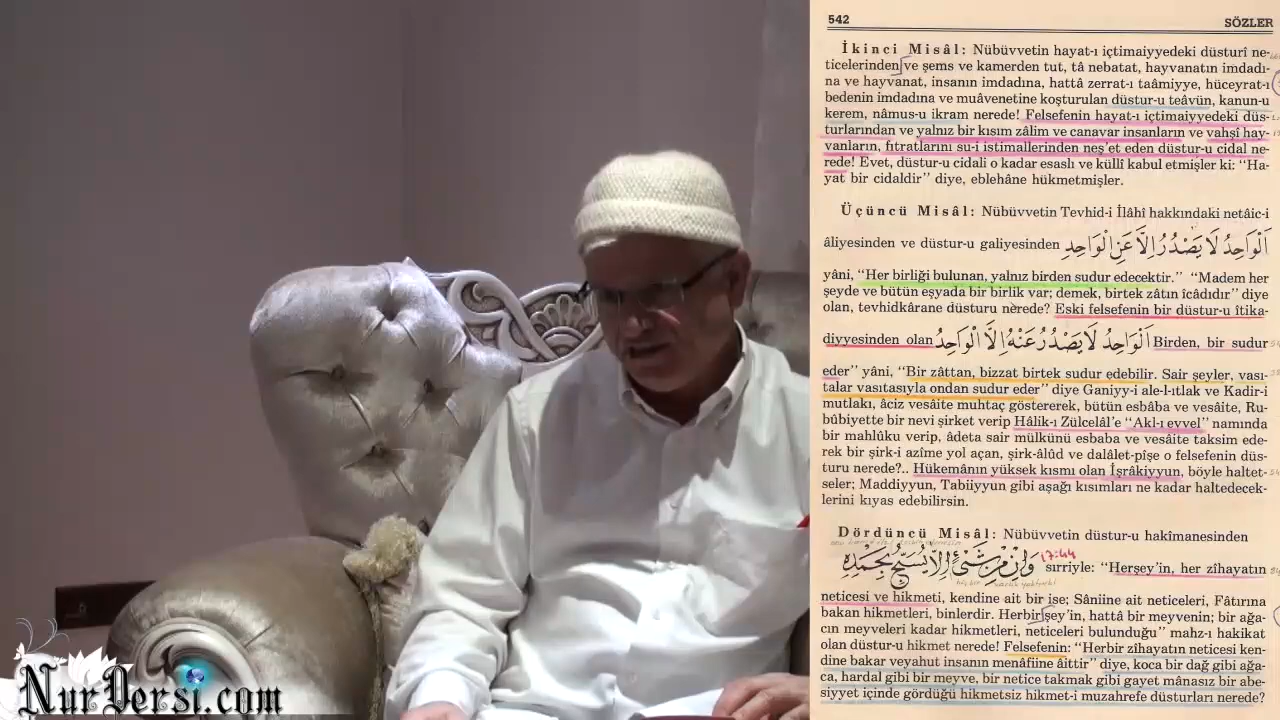 542
SÖZLER
İkinci Misâl: Nübüvvetin hayat-ı içtimaiyyedeki düsturî ne-
ticelerinden ve şems ve kamerden tut, tâ nebatat, hayvanatın imdadı-
na ve hayvanat, insanın imdadına, hattâ zerrat-ı taâmiyye, hüceyrat-ı
bedenin imdadına ve muâvenetine koşturulan düstur-u teâvün, kanun-u
kerem, nâmus-u ikram nerede! Felsefenin hayat-ı içtimaiyyedeki düs-
turlarından ve yalnız bir kısım zâlim ve canavar insanların ve vahşî hay-
vanların, fıtratlarını su-i istimallerinden neş'et eden düstur-u cidal ne-
rede! Evet, düstur-u cidali o kadar esaslı ve küllî kabul etmişler ki: "Ha-
yat bir cidaldir" diye, eblehâne hükmetmişler.
Üçüncü Misâl: Nübüvvetin Tevhid-i İlâhî hakkındaki netâic-i
âliyesinden ve düstur-u galiyesinden اَلْوَاحِدُ لَا يَصْدُرُ اِلَّا عَنِ الْوَاحِدِ
yâni, "Her birliği bulunan, yalnız birden sudur edecektir." "Madem her
şeyde ve bütün eşyada bir birlik var; demek, birtek zâtın îcâdıdır" diye
olan, tevhidkârane düsturu nerede? Eski felsefenin bir düstur-u îtika-
diyyesinden olan اَلْوَاحِدُ لَا يَصْدُرُ عَنْهُ اِلَّا الْوَاحِدُ Birden, bir sudur
eder" yâni, "Bir zâttan, bizzat birtek sudur edebilir. Sair şeyler, vası-
talar vasıtasıyla ondan sudur eder" diye Ganiyy-i ale-l-ıtlak ve Kadir-i
mutlakı, âciz vesâite muhtaç göstererek, bütün esbâba ve vesâite, Ru-
bûbiyette bir nevi şirket verip Hâlik-ı Zülcelâl'e "Akl-ı evvel" namında
bir mahlûku verip, âdeta sair mülkünü esbaba ve vesâite taksim ede-
rek bir şirk-i azîme yol açan, şirk-âlûd ve dalâlet-pîşe o felsefenin düs-
turu nerede?.. Hükemânın yüksek kısmı olan İşrâkiyyun, böyle haltet-
seler; Maddiyyun, Tabiiyyun gibi aşağı kısımları ne kadar haltedecek-
lerini kıyas edebilirsin.
Dördüncü Misâl: Nübüvvetin düstur-u hakîmanesinden
وَاِنْ مِنْ شَيْءٍ اِلَّا يُسَبِّحُ بِحَمْدِهِ 17:44 sırriyle: "Herşey'in, her zîhayatın
neticesi ve hikmeti, kendine ait bir ise; Sâniine ait neticeleri, Fâtırına
bakan hikmetleri, binlerdir. Herbir şey'in, hattâ bir meyvenin; bir ağa-
cın meyveleri kadar hikmetleri, neticeleri bulunduğu" mahz-ı hakikat
olan düstur-u hikmet nerede! Felsefenin: "Herbir zîhayatın neticesi ken-
dine bakar veyahut insanın menâfiine âittir" diye, koca bir dağ gibi ağa-
ca, hardal gibi bir meyve, bir netice takmak gibi gayet mânasız bir abe-
siyyet içinde gördüğü hikmetsiz hikmet-i muzahrefe düsturları nerede?
NurDersi.com